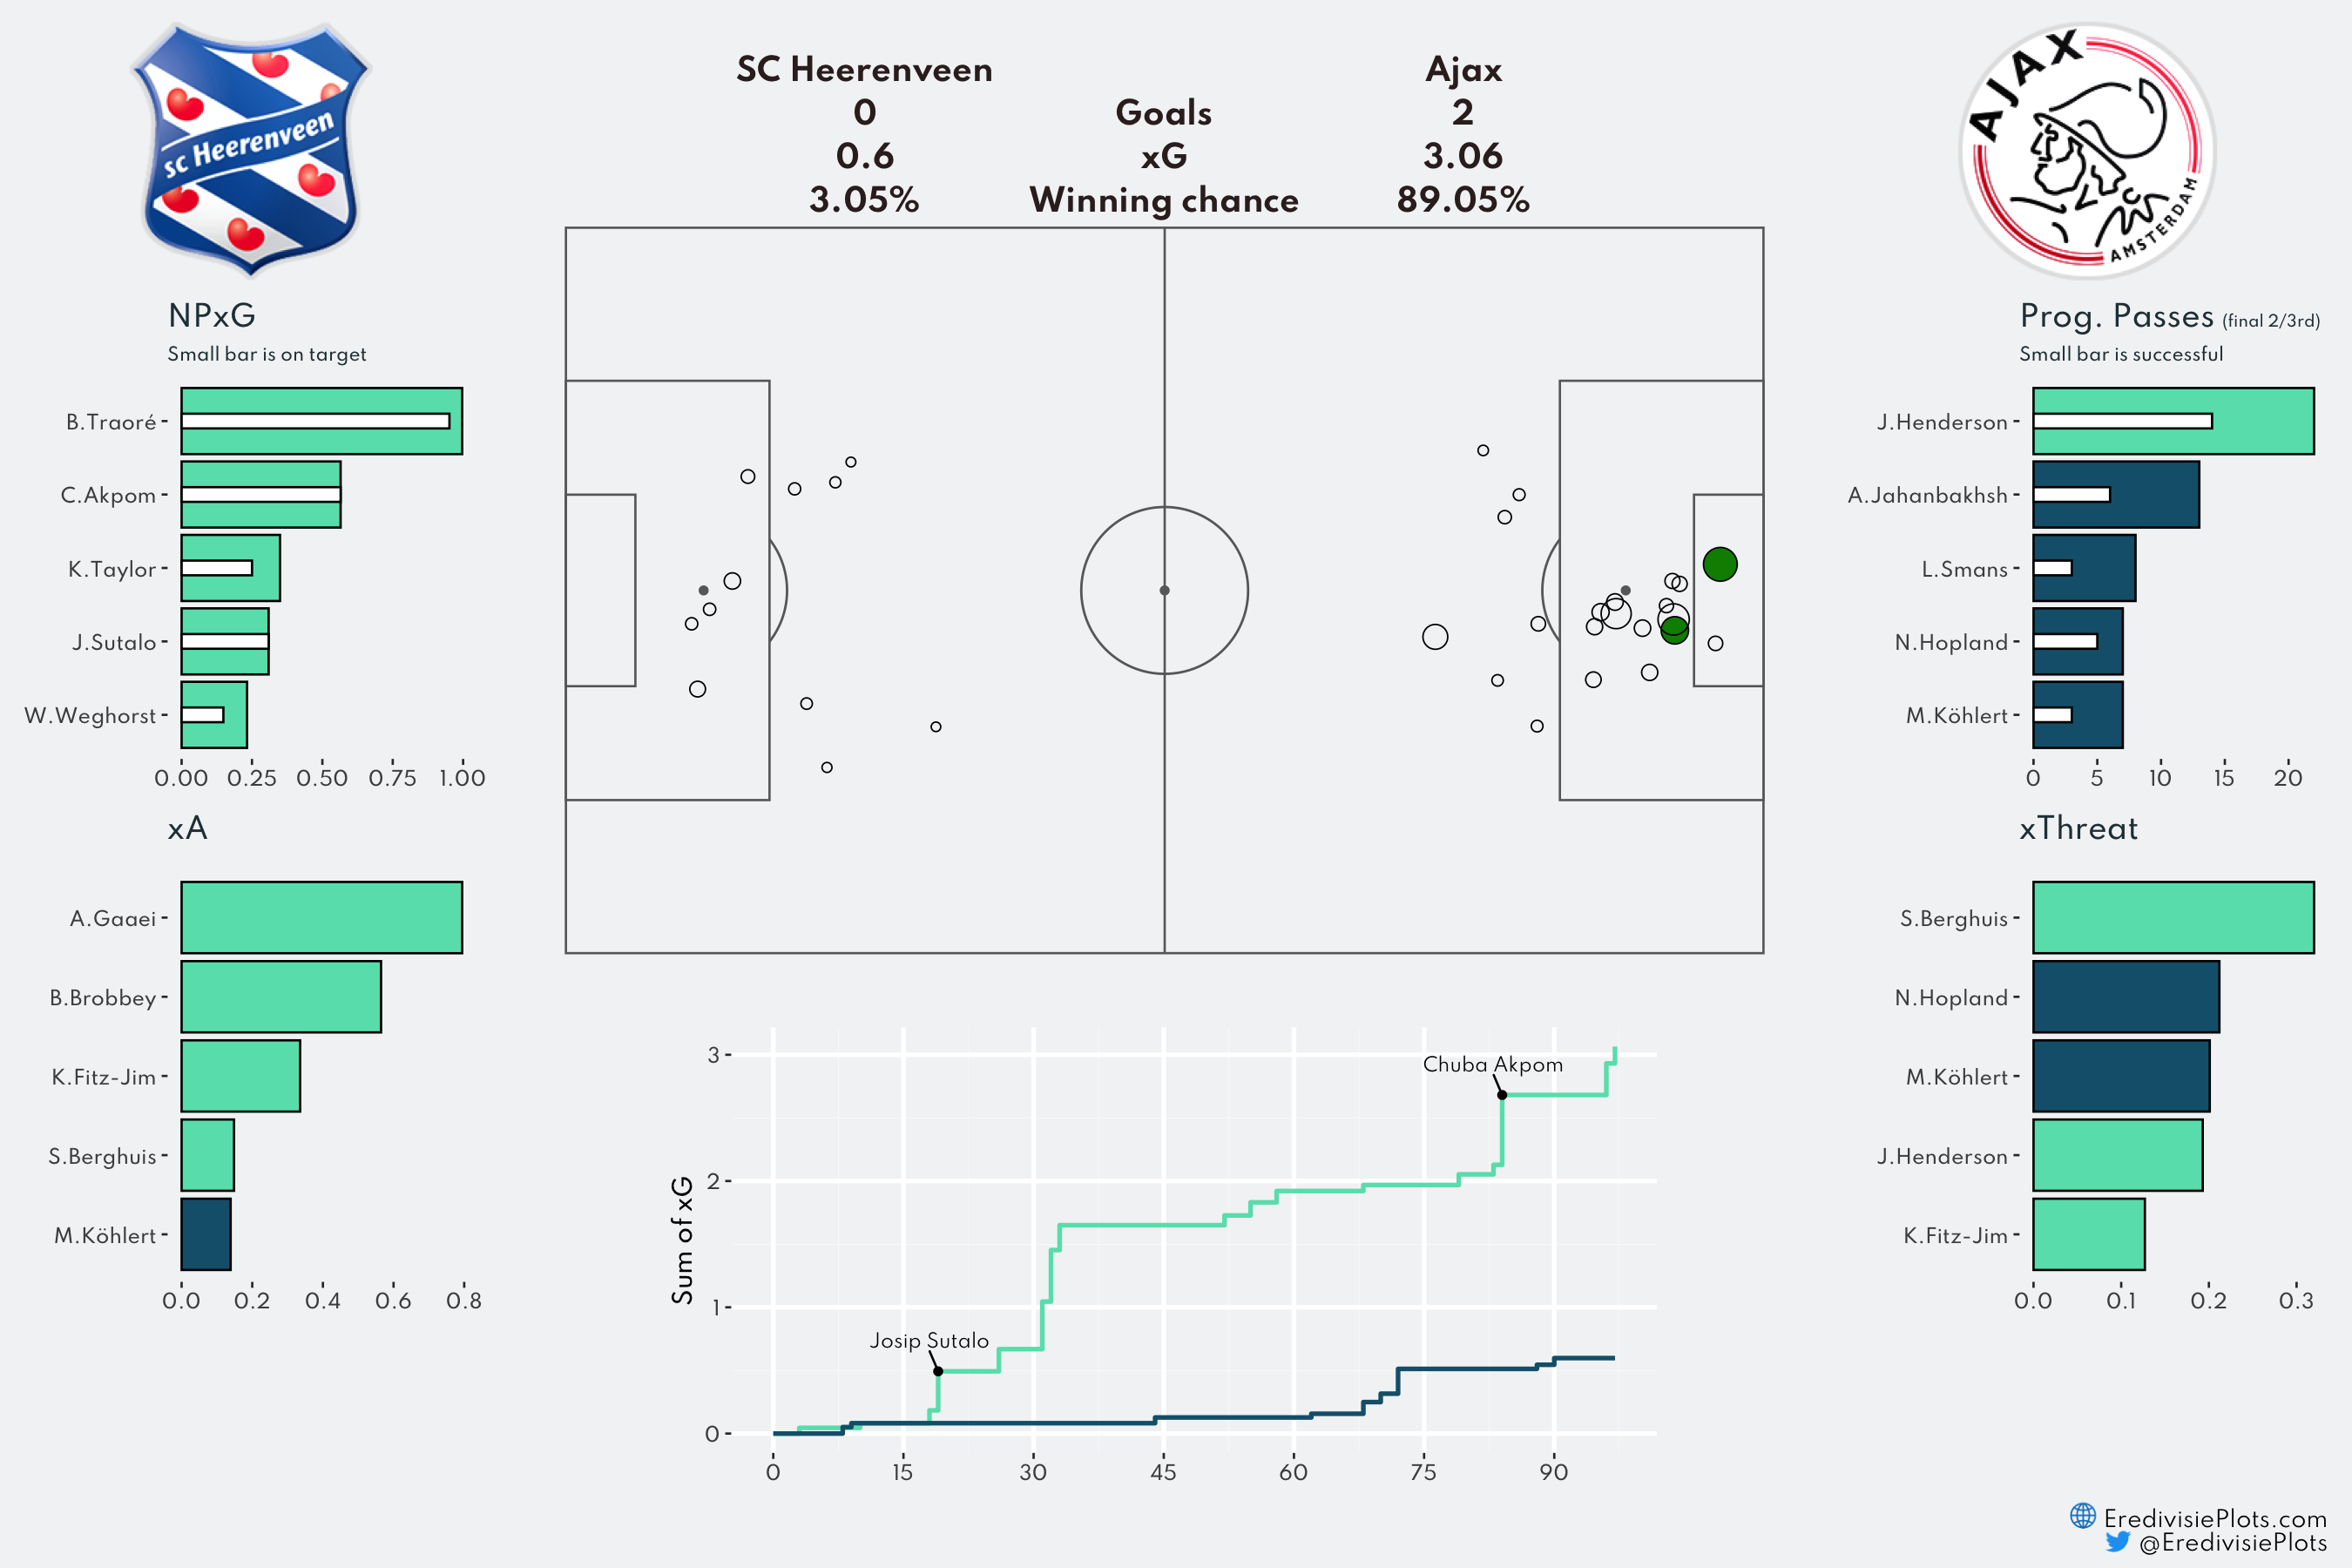 sc Heerenveen
AJAX
AMSTERDAM
SC Heerenveen Ajax
0 Goals 2
0.6 xG 3.06
3.05% Winning chance 89.05%
NPxG
Small bar is on target
B.Traoré
C.Akpom
K.Taylor
J.Sutalo
W.Weghorst
0.00 0.25 0.50 0.75 1.00
xA
A.Gaaei
B.Brobbey
K.Fitz-Jim
S.Berghuis
M.Köhlert
0.0 0.2 0.4 0.6 0.8
Sum of xG
3
2
1
0
Chuba Akpom
Josip Sutalo
0 15 30 45 60 75 90
Prog. Passes (final 2/3rd)
Small bar is successful
J.Henderson
A.Jahanbakhsh
L.Smans
N.Hopland
M.Köhlert
0 5 10 15 20
xThreat
S.Berghuis
N.Hopland
M.Köhlert
J.Henderson
K.Fitz-Jim
0.0 0.1 0.2 0.3
EredivisiePlots.com
@EredivisiePlots